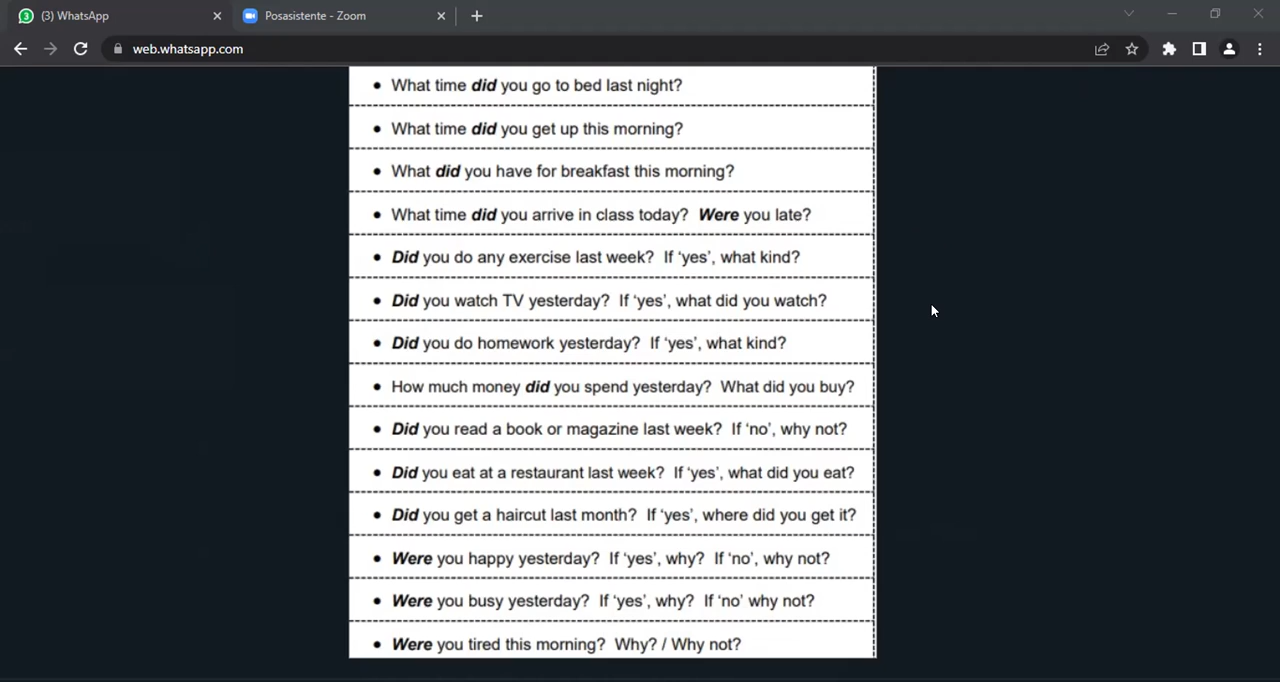 3
(3) WhatsApp
Posasistente - Zoom
web.whatsapp.com
• What time did you go to bed last night?
• What time did you get up this morning?
• What did you have for breakfast this morning?
• What time did you arrive in class today? Were you late?
• Did you do any exercise last week? If ‘yes’, what kind?
• Did you watch TV yesterday? If ‘yes’, what did you watch?
• Did you do homework yesterday? If ‘yes’, what kind?
• How much money did you spend yesterday? What did you buy?
• Did you read a book or magazine last week? If ‘no’, why not?
• Did you eat at a restaurant last week? If ‘yes’, what did you eat?
• Did you get a haircut last month? If ‘yes’, where did you get it?
• Were you happy yesterday? If ‘yes’, why? If ‘no’, why not?
• Were you busy yesterday? If ‘yes’, why? If ‘no’ why not?
• Were you tired this morning? Why? / Why not?